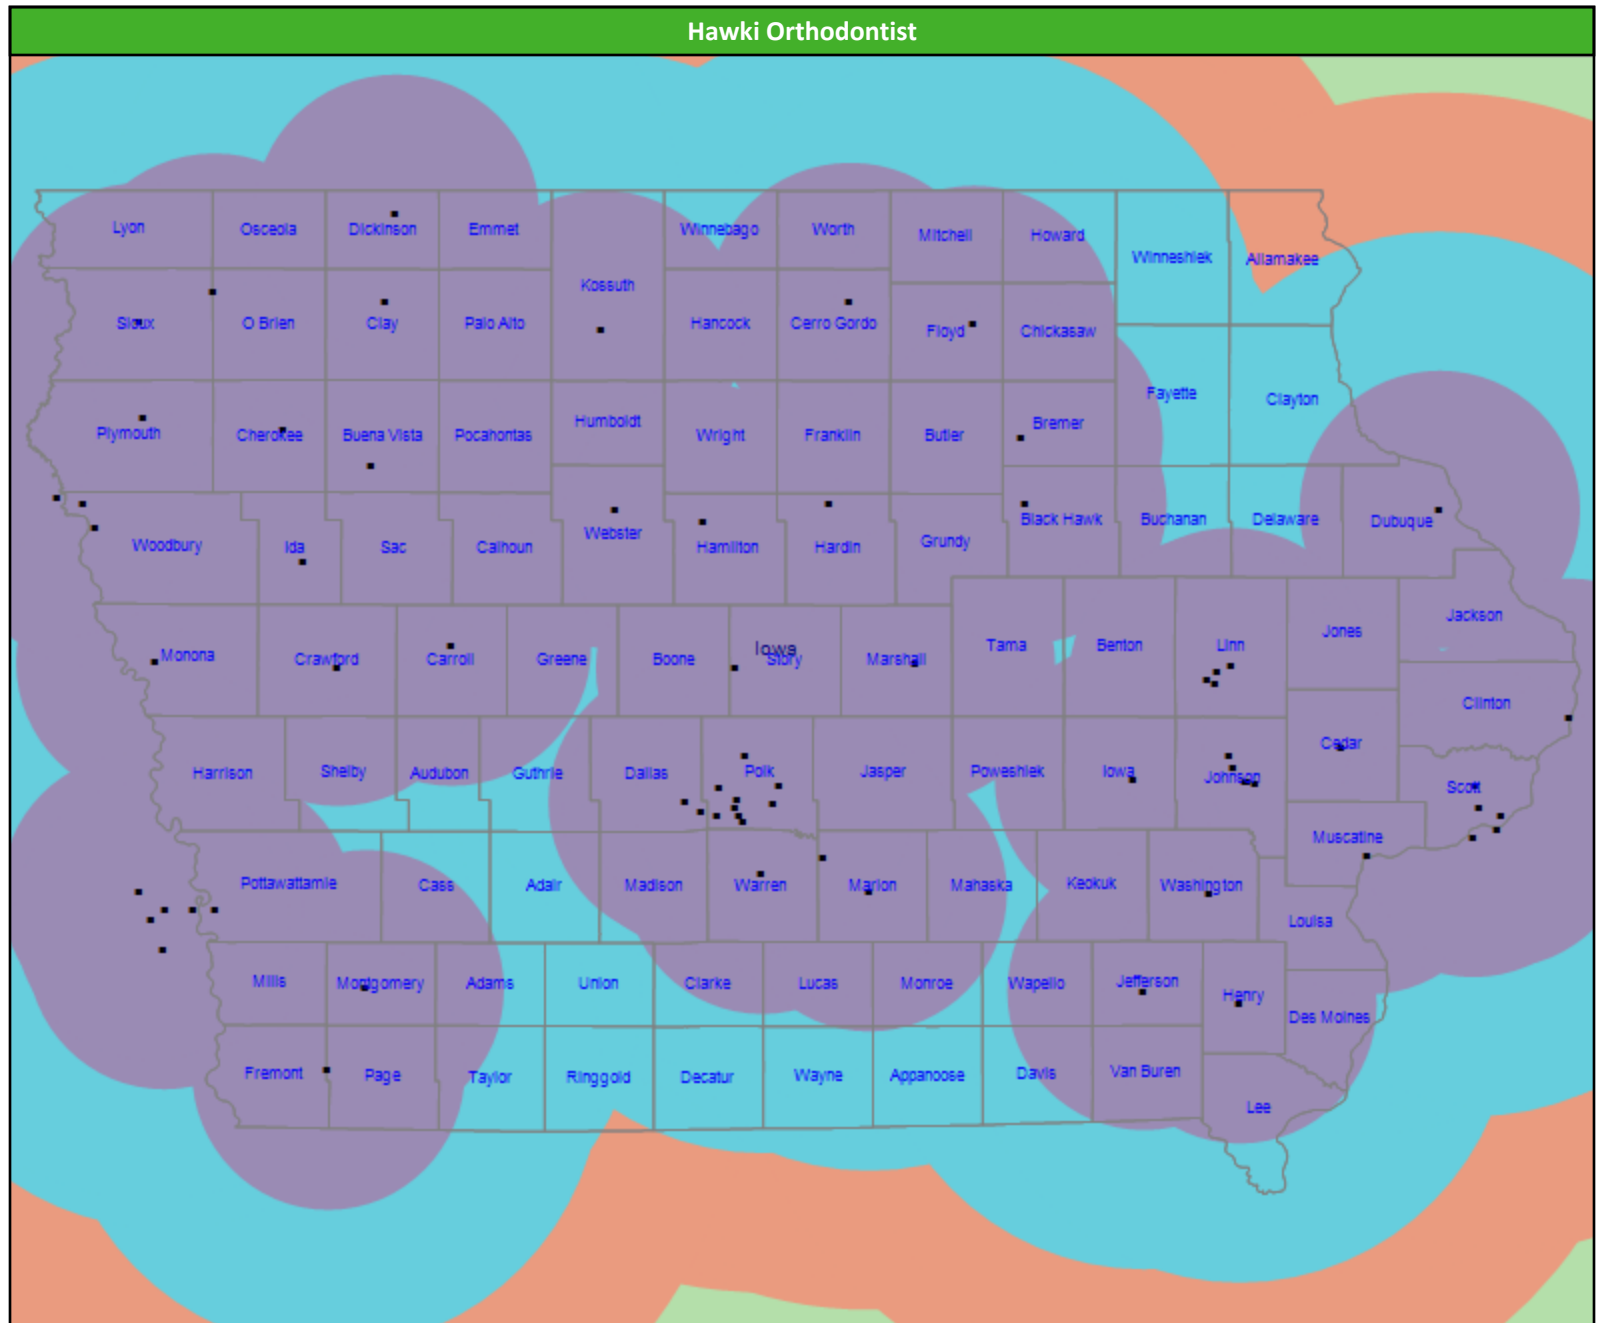 Hawki Orthodontist
Lyon
Osceola
Dickinson
Emmet
Winnebago
Worth
Mitchell
Howard
Winneshiek
Allamakee
Kossuth
Sioux
O Brien
Clay
Palo Alto
Hancock
Cerro Gordo
Floyd
Chickasaw
Fayette
Clayton
Plymouth
Cherokee
Buena Vista
Pocahontas
Humboldt
Wright
Franklin
Butler
Bremer
Woodbury
Ida
Sac
Calhoun
Webster
Hamilton
Hardin
Grundy
Black Hawk
Buchanan
Delaware
Dubuque
Jackson
Monona
Crawford
Carroll
Greene
Boone
Iowa
Story
Marshall
Tama
Benton
Linn
Jones
Clinton
Harrison
Shelby
Audubon
Guthrie
Dallas
Polk
Jasper
Poweshiek
Iowa
Johnson
Cedar
Scott
Muscatine
Pottawattamie
Cass
Adair
Madison
Warren
Marion
Mahaska
Keokuk
Washington
Louisa
Mills
Montgomery
Adams
Union
Clarke
Lucas
Monroe
Wapello
Jefferson
Henry
Des Moines
Fremont
Page
Taylor
Ringgold
Decatur
Wayne
Appanoose
Davis
Van Buren
Lee